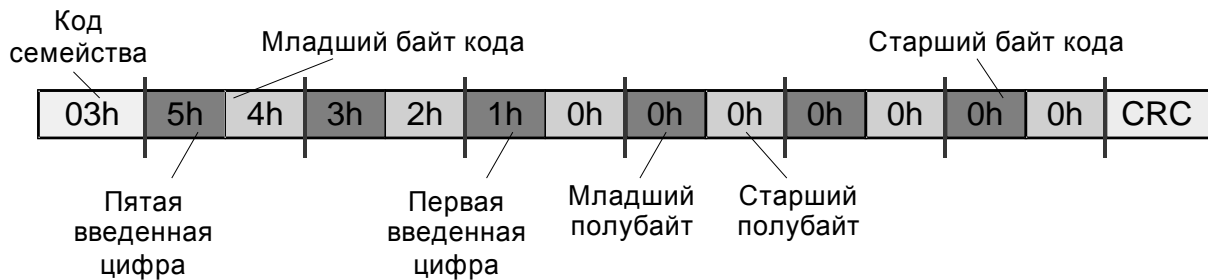 Код
семейства
Младший байт кода
Старший байт кода
03h 5h 4h 3h 2h 1h 0h 0h 0h 0h 0h 0h 0h CRC
Пятая
введенная
цифра
Первая
введенная
цифра
Младший
полубайт
Старший
полубайт